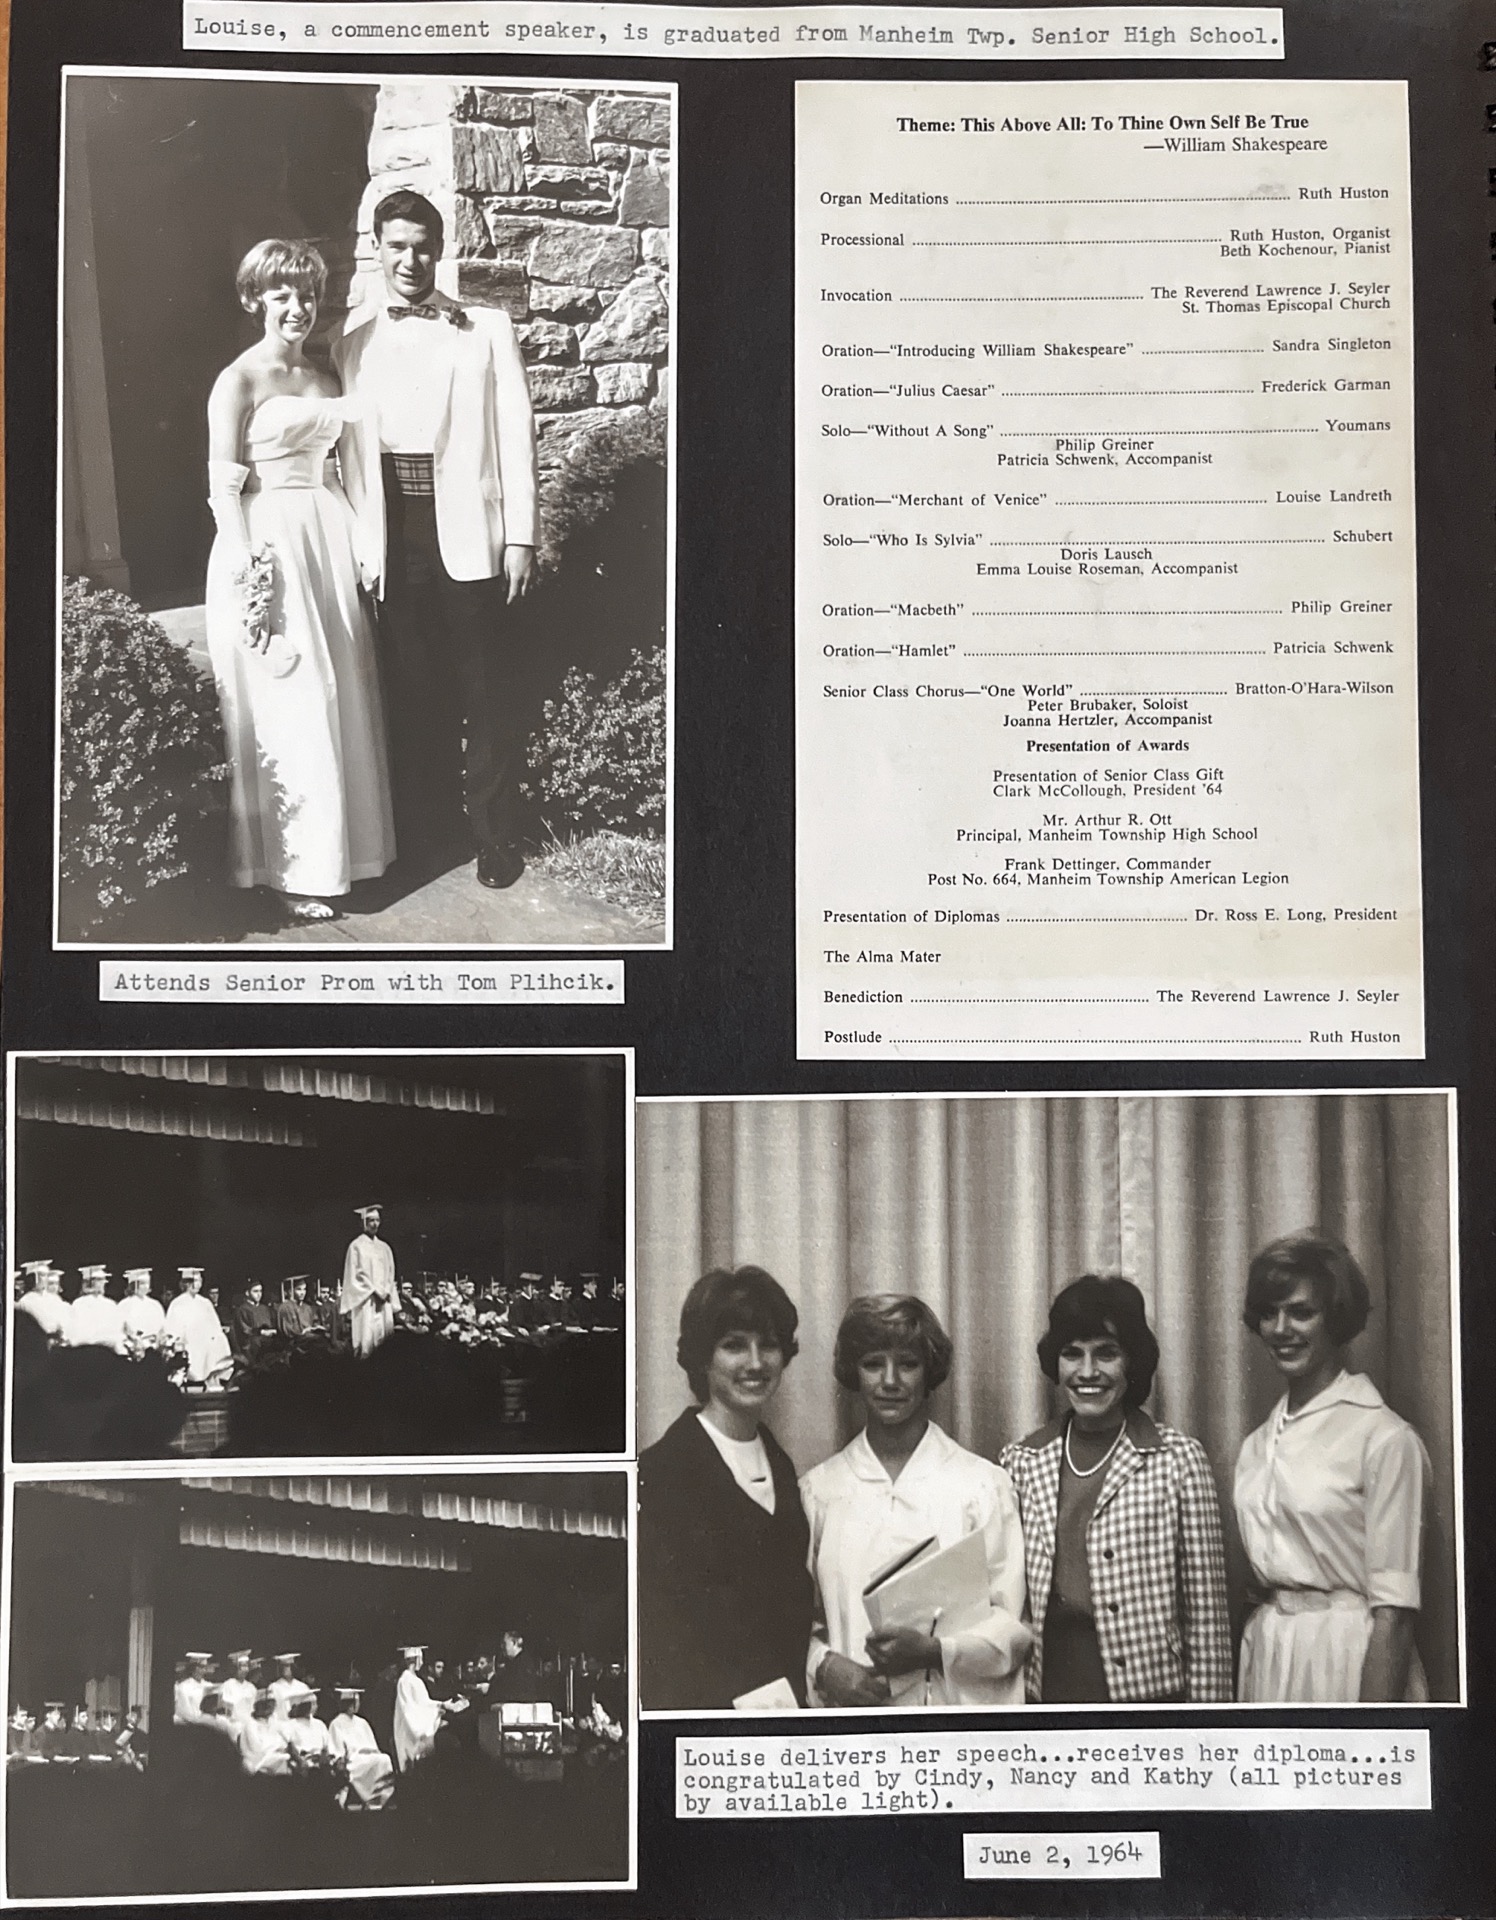 Louise, a commencement speaker, is graduated from Manheim Twp. Senior High School.
Theme: This Above All: To Thine Own Self Be True
—William Shakespeare
Organ Meditations ........ Ruth Huston
Processional ........ Ruth Huston, Organist
Beth Kochenour, Pianist
Invocation ........ The Reverend Lawrence J. Seyler
St. Thomas Episcopal Church
Oration—“Introducing William Shakespeare” ........ Sandra Singleton
Oration—“Julius Caesar” ........ Frederick Garman
Solo—“Without A Song” ........ Youmans
Philip Greiner
Patricia Schwenk, Accompanist
Oration—“Merchant of Venice” ........ Louise Landreth
Solo—“Who Is Sylvia” ........ Schubert
Doris Lausch
Emma Louise Roseman, Accompanist
Oration—“Macbeth” ........ Philip Greiner
Oration—“Hamlet” ........ Patricia Schwenk
Senior Class Chorus—“One World” ........ Bratton-O'Hara-Wilson
Peter Brubaker, Soloist
Joanna Hertzler, Accompanist
Presentation of Awards
Presentation of Senior Class Gift
Clark McCollough, President '64
Mr. Arthur R. Ott
Principal, Manheim Township High School
Frank Dettinger, Commander
Post No. 664, Manheim Township American Legion
Presentation of Diplomas ........ Dr. Ross E. Long, President
The Alma Mater
Benediction ........ The Reverend Lawrence J. Seyler
Postlude ........ Ruth Huston
Attends Senior Prom with Tom Plihcik.
Louise delivers her speech...receives her diploma...is
congratulated by Cindy, Nancy and Kathy (all pictures
by available light).
June 2, 1964